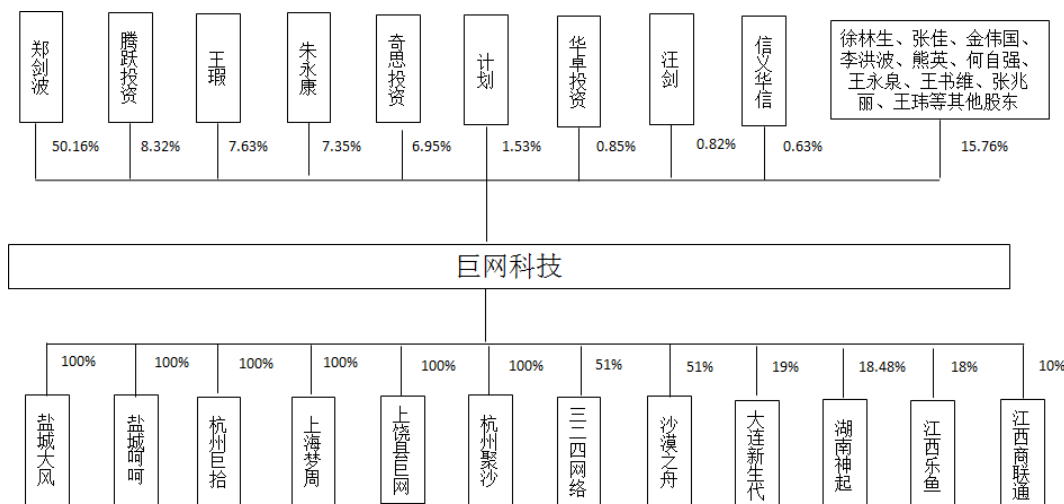 郑剑波
腾跃投资
王瑕
朱永康
奇思投资
计划
华卓投资
汪剑
信义华信
徐林生、张佳、金伟国、
李洪波、熊英、何自强、
王永泉、王书维、张兆
丽、王玮等其他股东
50.16%
8.32%
7.63%
7.35%
6.95%
1.53%
0.85%
0.82%
0.63%
15.76%
巨网科技
100%
100%
100%
100%
100%
100%
51%
51%
19%
18.48%
18%
10%
盐城大风
盐城呵呵
杭州巨拾
上海梦周
上饶县巨网
杭州聚沙
三二四网络
沙漠之舟
大连新生代
湖南神起
江西乐鱼
江西商联通